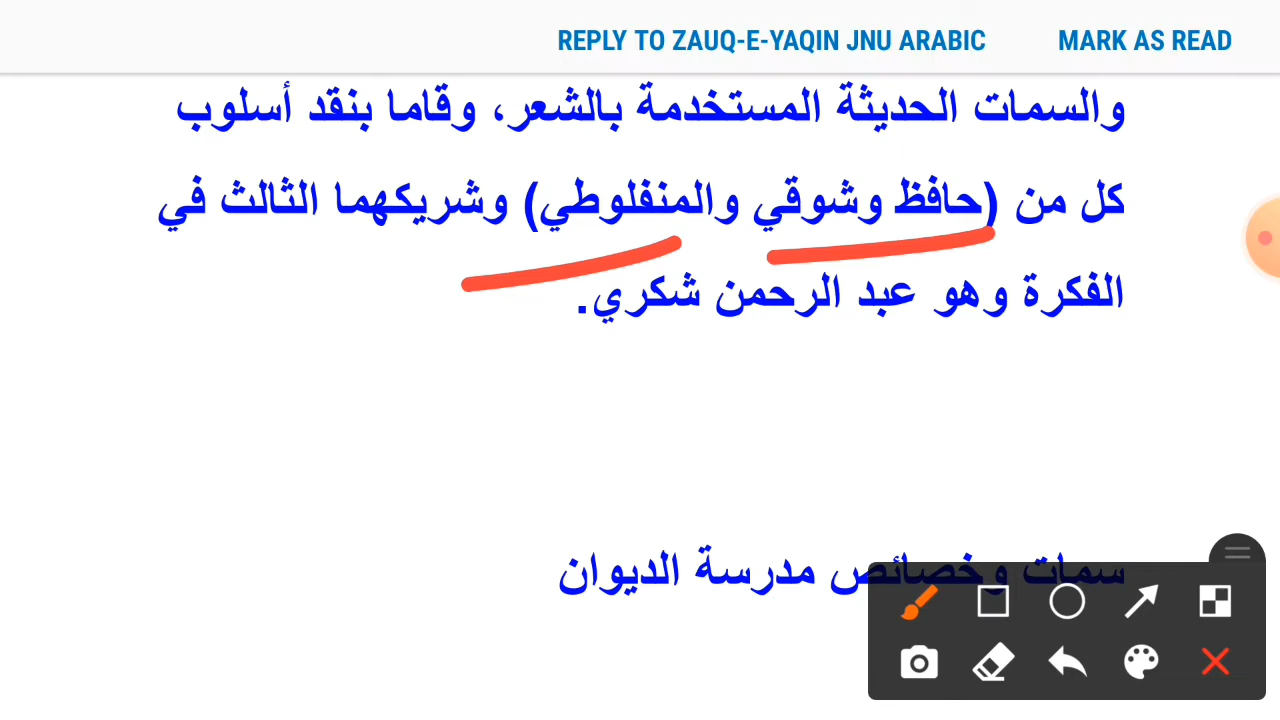 REPLY TO ZAUQ-E-YAQIN JNU ARABIC MARK AS READ
والسمات الحديثة المستخدمة بالشعر، وقاما بنقد أسلوب
كل من (حافظ وشوقي والمنفلوطي) وشريكهما الثالث في
الفكرة وهو عبد الرحمن شكري.
سمات وخصائص مدرسة الديوان